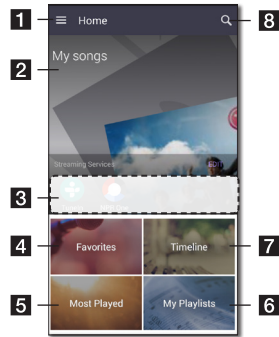 1 Home 8
2 My songs
Streaming Services EDIT
3
4 Favorites Timeline 7
5 Most Played My Playlists 6